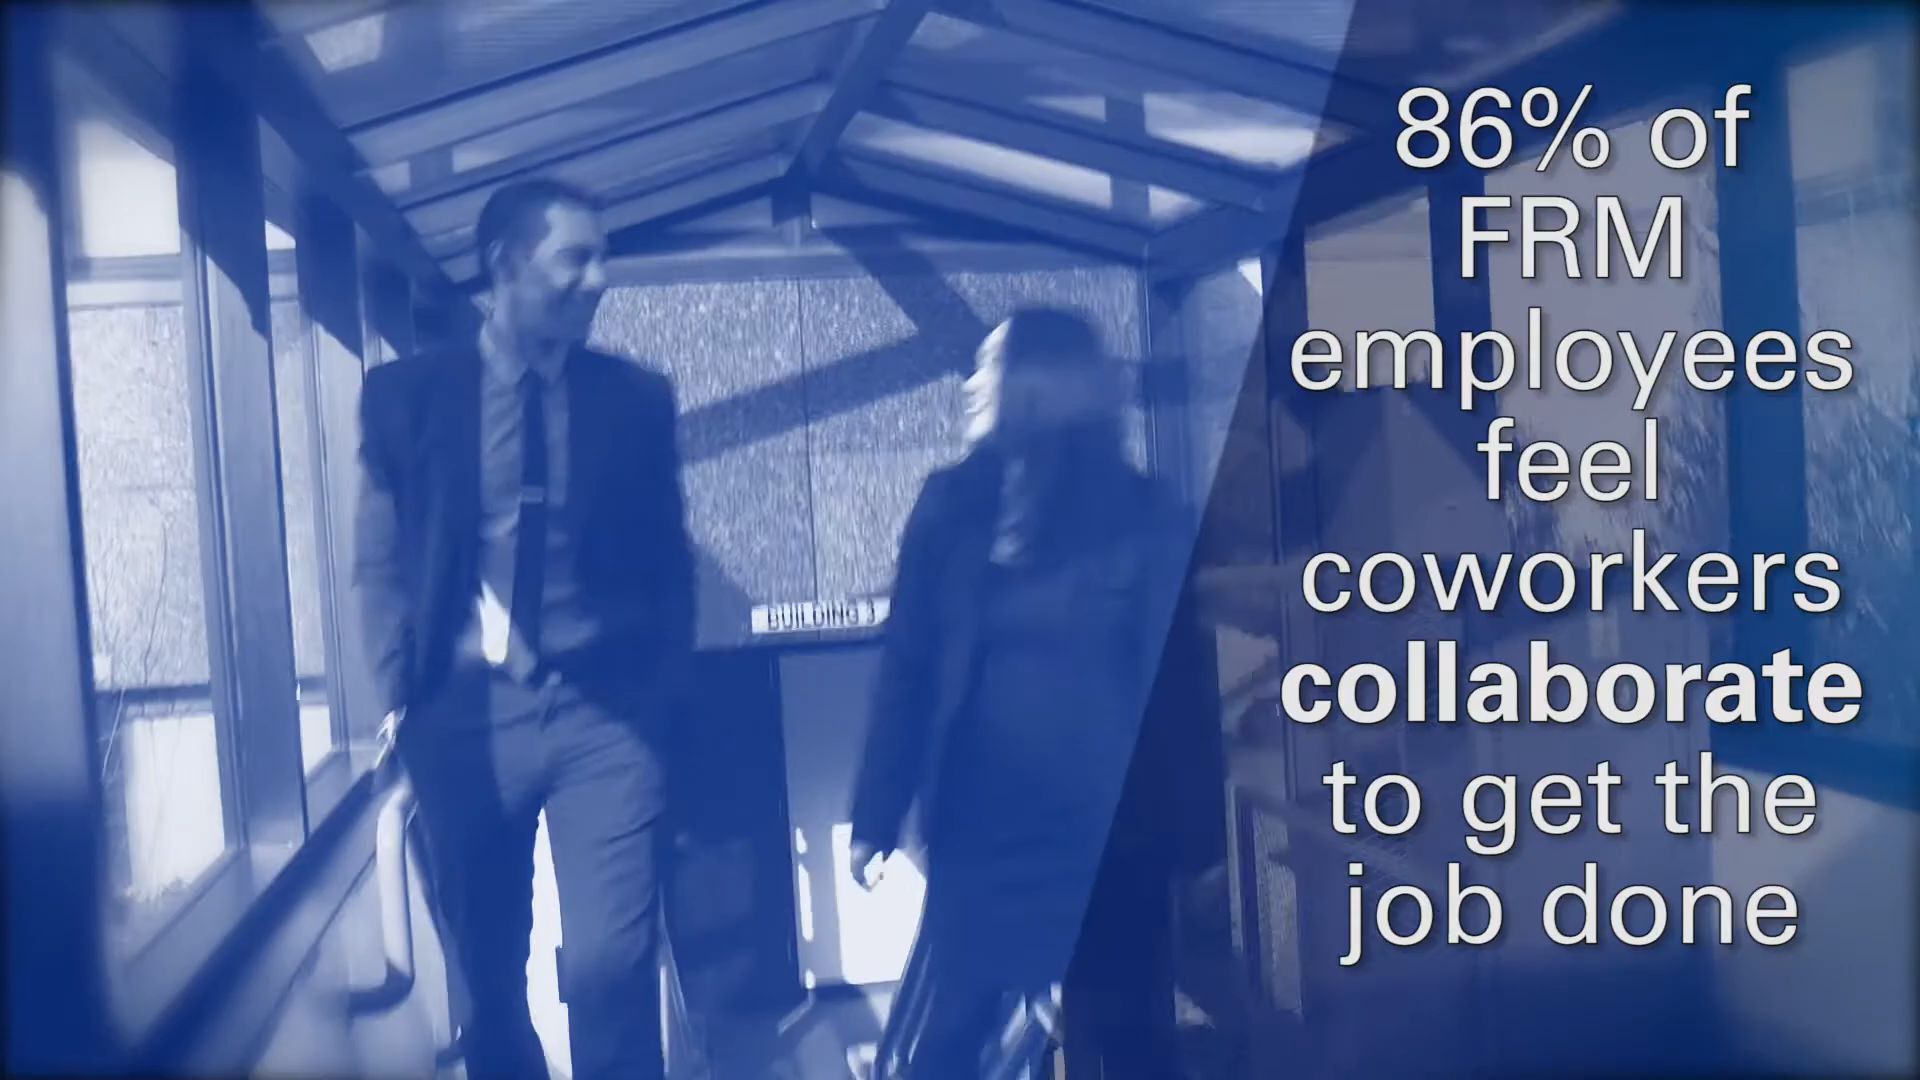 86% of
FRM
employees
feel
coworkers
collaborate
to get the
job done
BUILDING 3